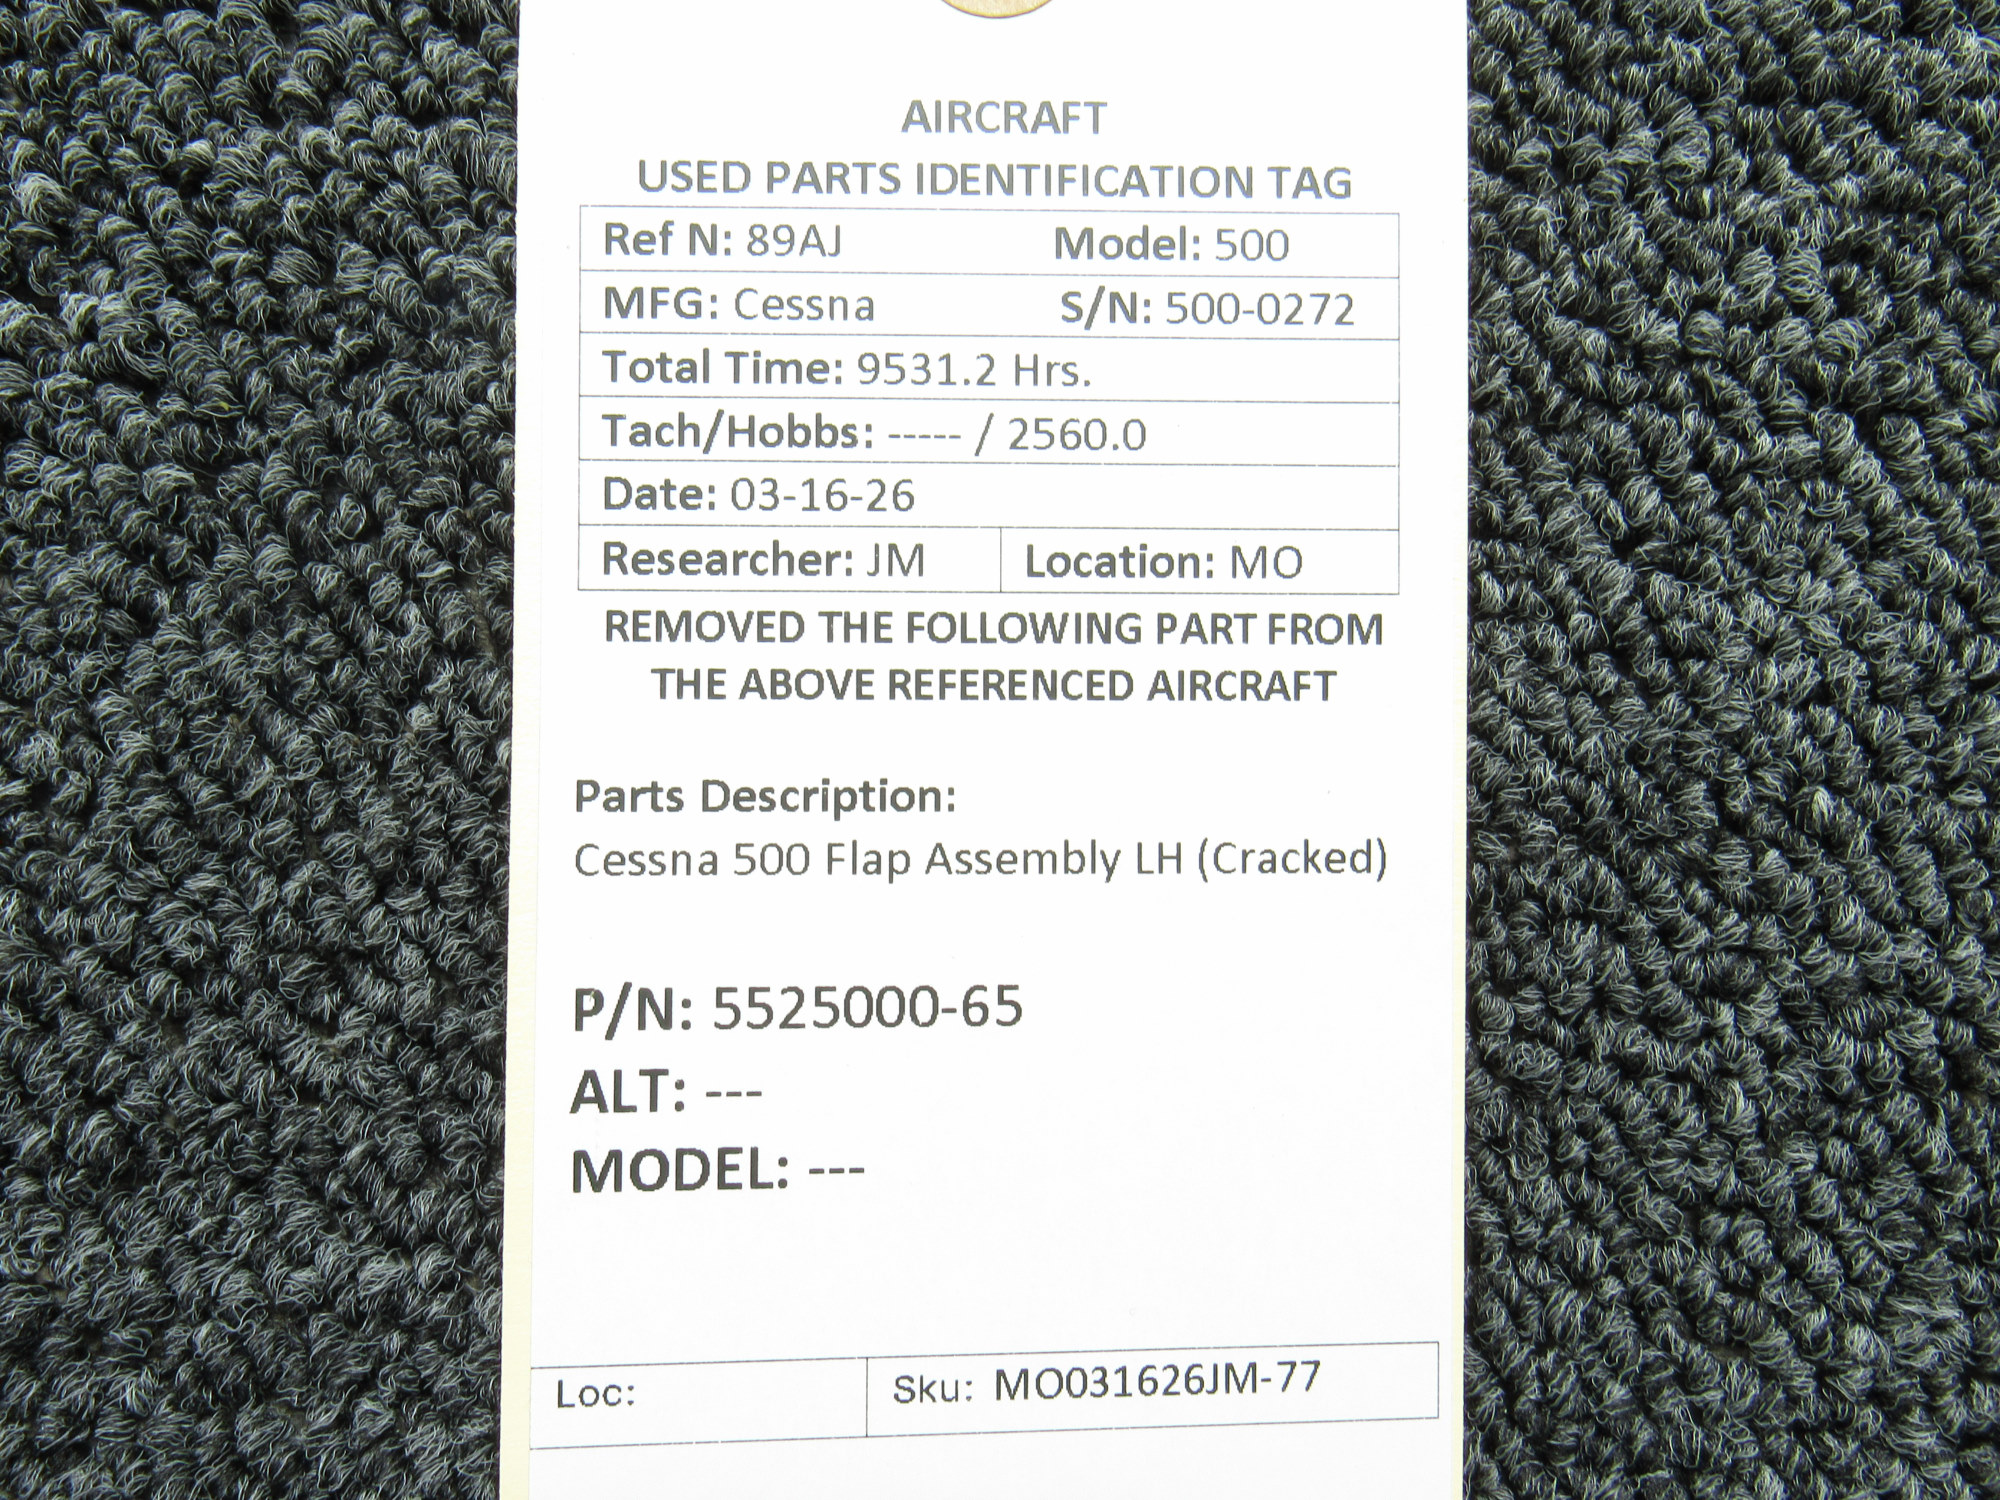 AIRCRAFT
USED PARTS IDENTIFICATION TAG
Ref N: 89AJ Model: 500
MFG: Cessna S/N: 500-0272
Total Time: 9531.2 Hrs.
Tach/Hobbs: ----- / 2560.0
Date: 03-16-26
Researcher: JM Location: MO
REMOVED THE FOLLOWING PART FROM
THE ABOVE REFERENCED AIRCRAFT
Parts Description:
Cessna 500 Flap Assembly LH (Cracked)
P/N: 5525000-65
ALT: ---
MODEL: ---
Loc: Sku: MO031626JM-77